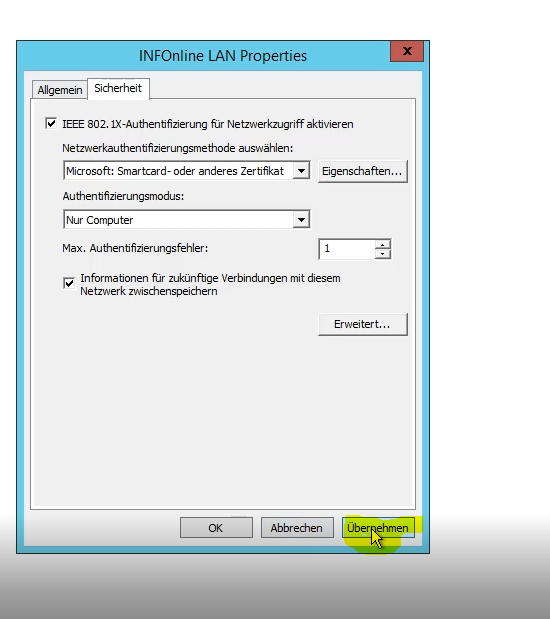 INFOnline LAN Properties
x
Allgemein
Sicherheit
IEEE 802.1X-Authentifizierung für Netzwerkzugriff aktivieren
Netzwerkauthentifizierungsmethode auswählen:
Microsoft: Smartcard- oder anderes Zertifikat
Eigenschaften...
Authentifizierungsmodus:
Nur Computer
Max. Authentifizierungsfehler:
1
Informationen für zukünftige Verbindungen mit diesem
Netzwerk zwischenspeichern
Erweitert...
OK
Abbrechen
Übernehmen